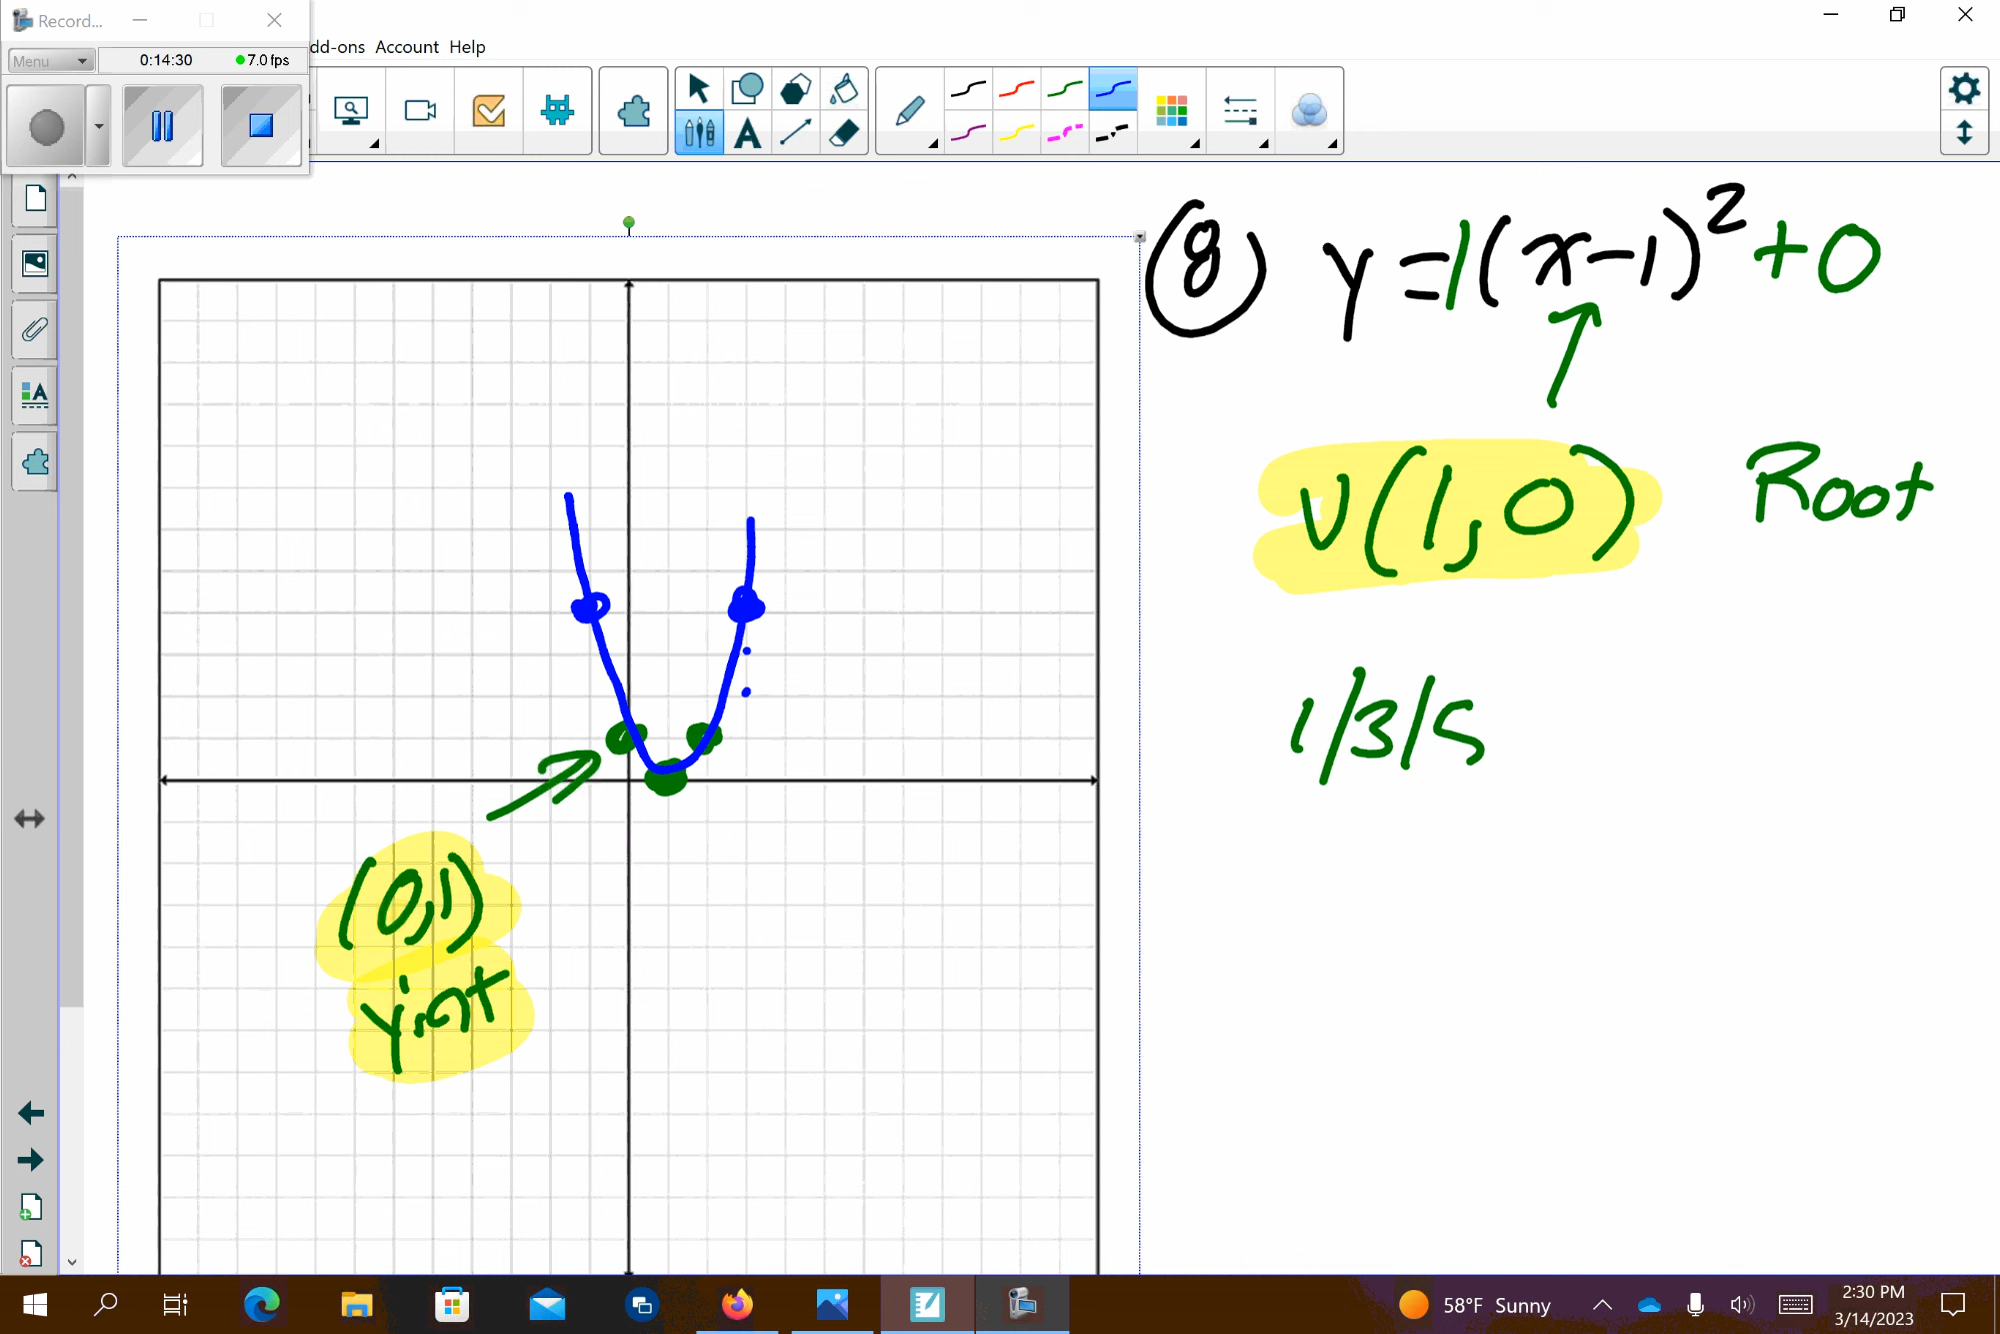 Record...
Menu 0:14:30 7.0 fps
dd-ons Account Help
A
A
8 y = 1(x-1)² + 0
V(1,0) Root
1/3/5
(0,1)
y int
58°F Sunny
2:30 PM
3/14/2023